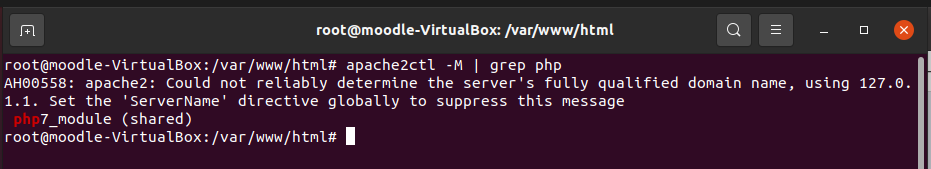 root@moodle-VirtualBox: /var/www/html
root@moodle-VirtualBox:/var/www/html# apache2ctl -M | grep php
AH00558: apache2: Could not reliably determine the server's fully qualified domain name, using 127.0.
1.1. Set the 'ServerName' directive globally to suppress this message
 php7_module (shared)
root@moodle-VirtualBox:/var/www/html#